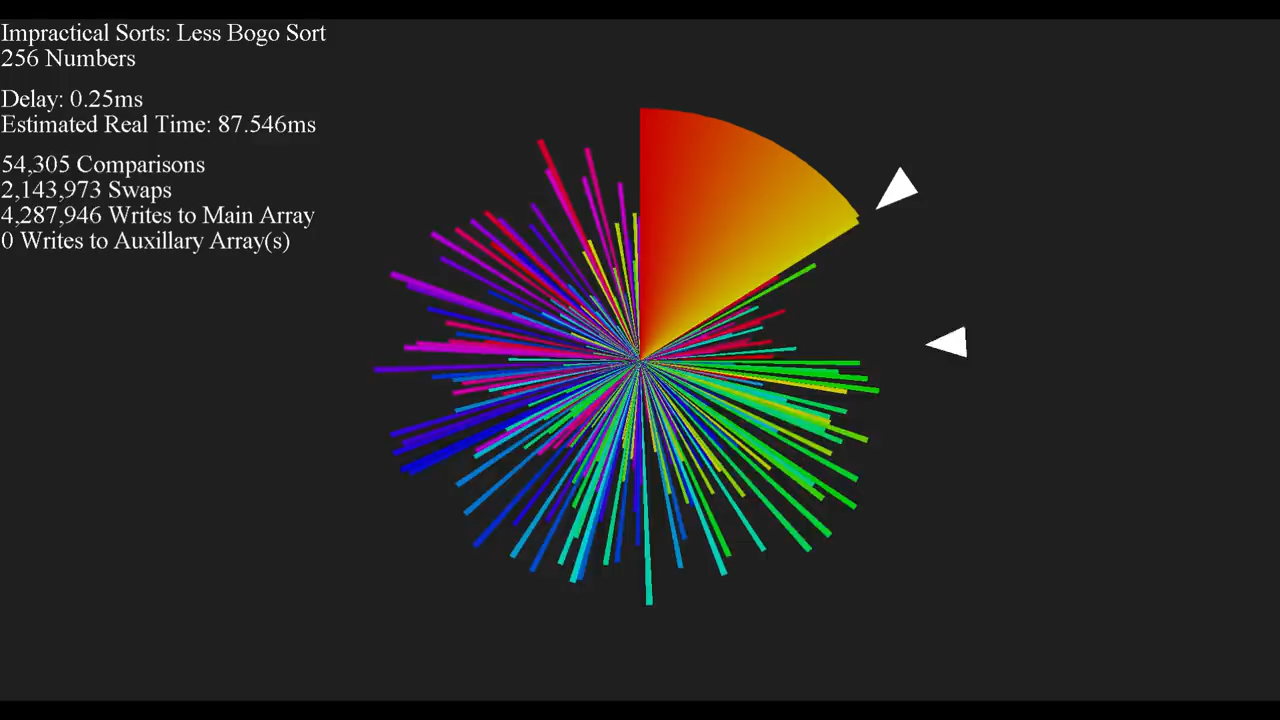 Impractical Sorts: Less Bogo Sort
256 Numbers
Delay: 0.25ms
Estimated Real Time: 87.546ms
54,305 Comparisons
2,143,973 Swaps
4,287,946 Writes to Main Array
0 Writes to Auxillary Array(s)